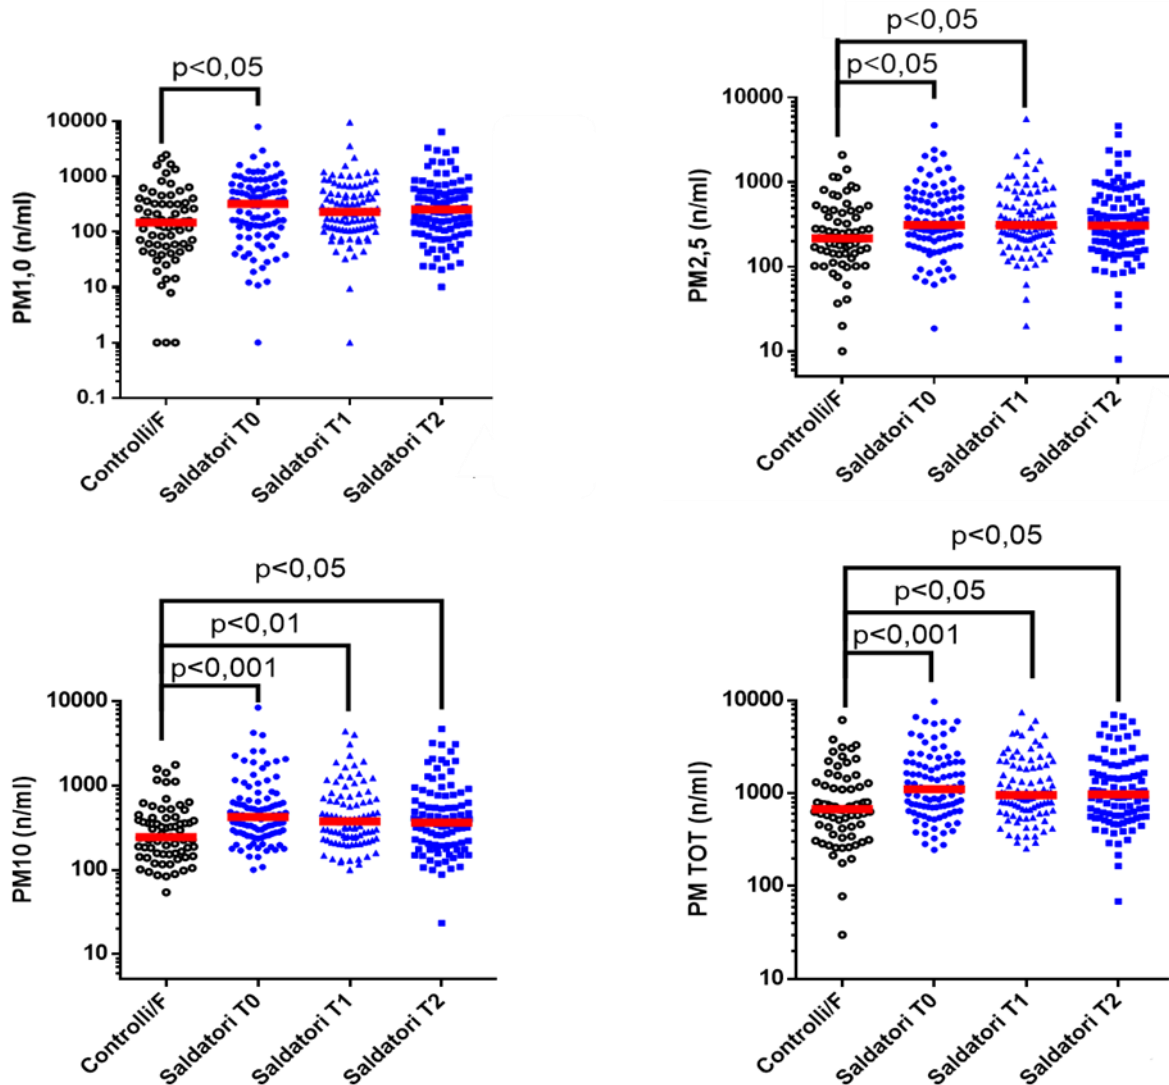 p<0,05
PM1,0 (n/ml)
10000
1000
100
10
1
0.1
Controlli/F
Saldatori T0
Saldatori T1
Saldatori T2
p<0,05
p<0,05
PM2,5 (n/ml)
10000
1000
100
10
Controlli/F
Saldatori T0
Saldatori T1
Saldatori T2
p<0,05
p<0,01
p<0,001
PM10 (n/ml)
10000
1000
100
10
Controlli/F
Saldatori T0
Saldatori T1
Saldatori T2
p<0,05
p<0,05
p<0,001
PM TOT (n/ml)
10000
1000
100
10
Controlli/F
Saldatori T0
Saldatori T1
Saldatori T2